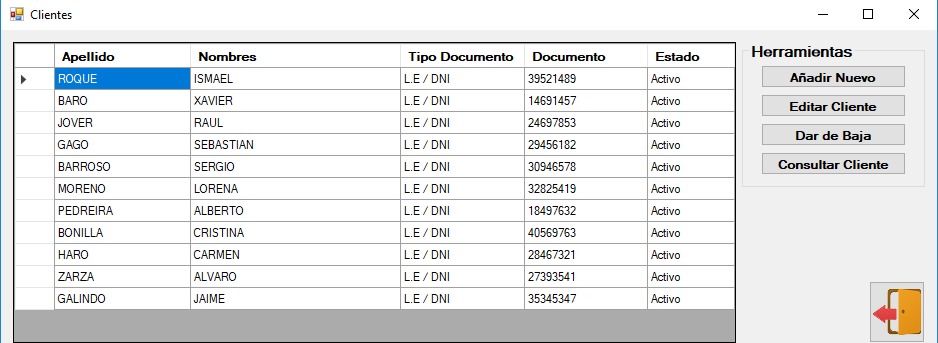 Clientes
Apellido Nombres Tipo Documento Documento Estado
ROQUE ISMAEL L.E / DNI 39521489 Activo
BARO XAVIER L.E / DNI 14691457 Activo
JOVER RAUL L.E / DNI 24697853 Activo
GAGO SEBASTIAN L.E / DNI 29456182 Activo
BARROSO SERGIO L.E / DNI 30946578 Activo
MORENO LORENA L.E / DNI 32825419 Activo
PEDREIRA ALBERTO L.E / DNI 18497632 Activo
BONILLA CRISTINA L.E / DNI 40569763 Activo
HARO CARMEN L.E / DNI 28467321 Activo
ZARZA ALVARO L.E / DNI 27393541 Activo
GALINDO JAIME L.E / DNI 35345347 Activo
Herramientas
Añadir Nuevo
Editar Cliente
Dar de Baja
Consultar Cliente